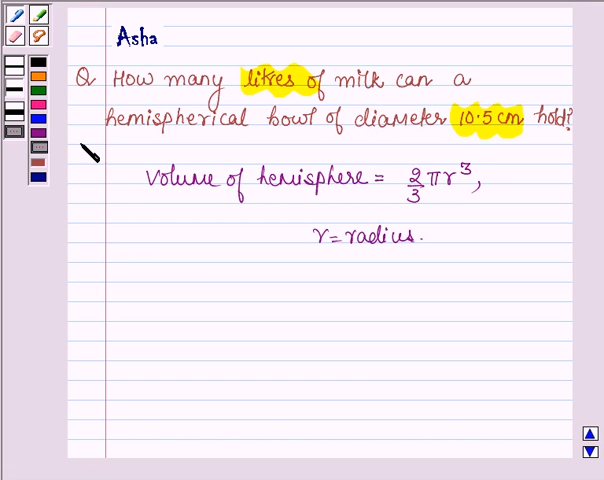 Asha
Q How many litres of milk can a
hemispherical bowl of diameter 10.5 cm hold?
Volume of hemisphere = 2/3 πr³,
r = radius.